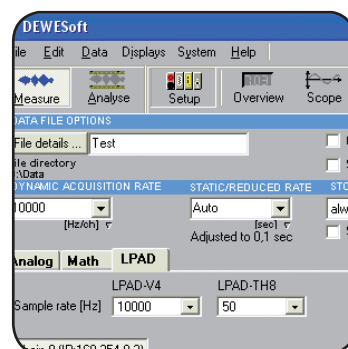 DEWESoft
ile Edit Data Displays System Help
Measure Analyse Setup Overview Scope
DATA FILE OPTIONS
File details ... Test
ile directory
:\Data
DYNAMIC ACQUISITION RATE STATIC/REDUCED RATE STO
10000 Auto alw
[Hz/ch] [sec]
Adjusted to 0,1 sec
Analog Math LPAD
LPAD-V4 LPAD-TH8
Sample rate [Hz] 10000 50